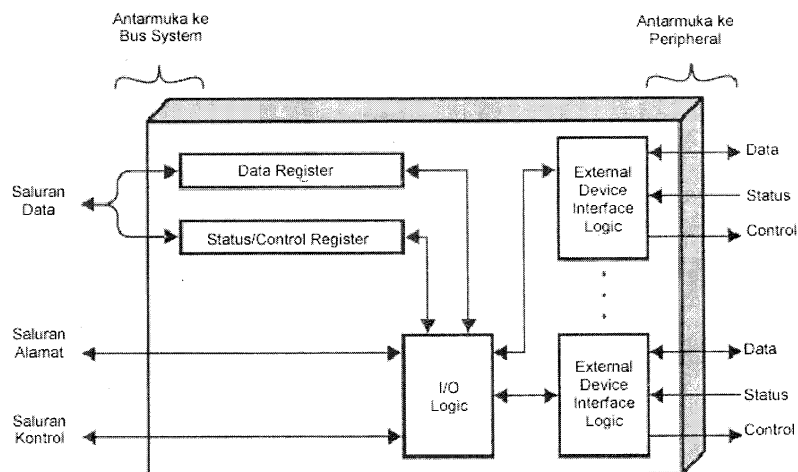 Antarmuka ke
Bus System
Antarmuka ke
Peripheral
Data Register
Status/Control Register
Saluran
Data
Saluran
Alamat
Saluran
Kontrol
I/O
Logic
External
Device
Interface
Logic
Data
Status
Control
External
Device
Interface
Logic
Data
Status
Control